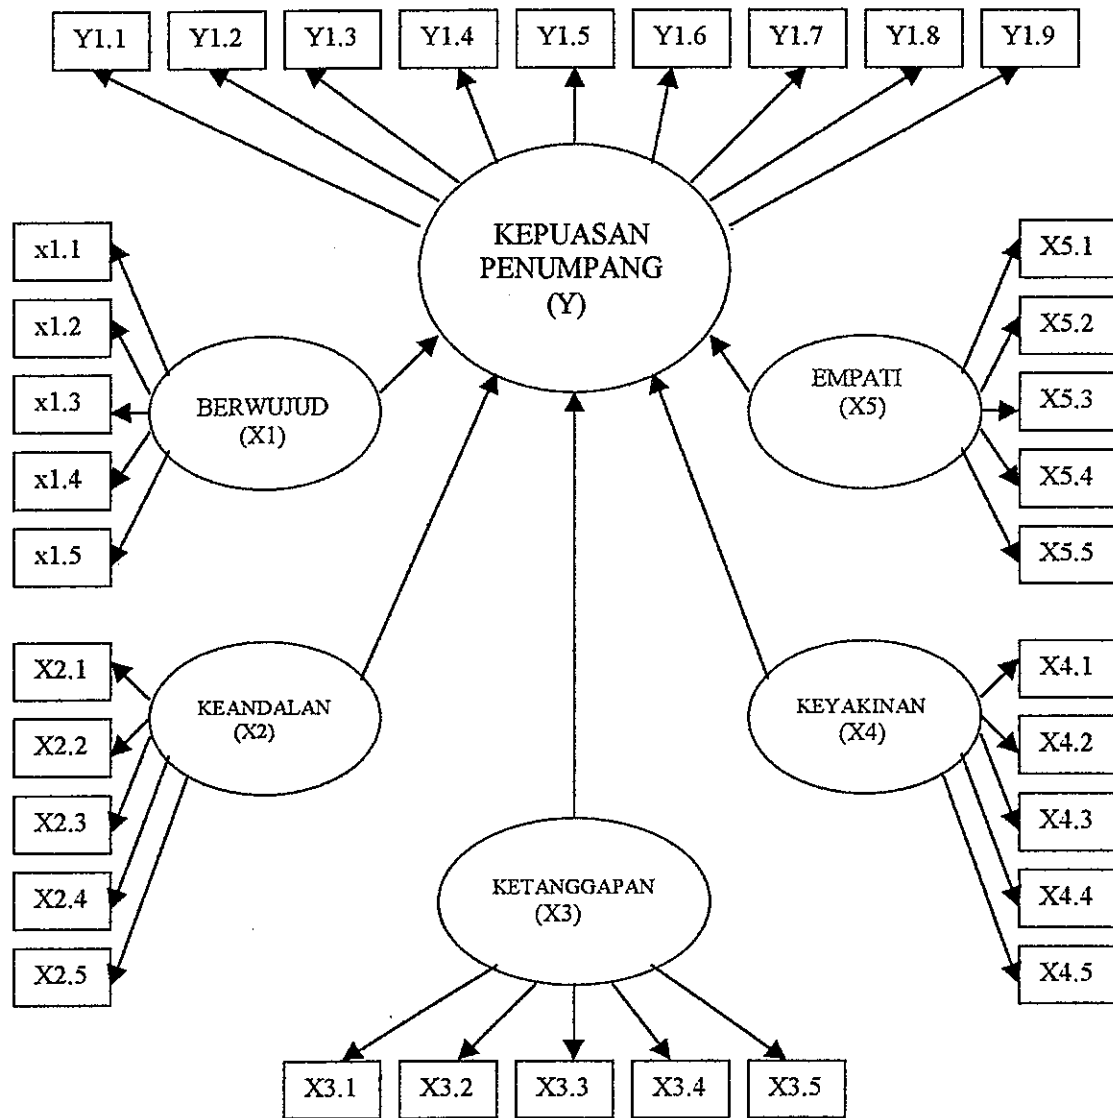 Y1.1 Y1.2 Y1.3 Y1.4 Y1.5 Y1.6 Y1.7 Y1.8 Y1.9
KEPUASAN
PENUMPANG
(Y)
x1.1
x1.2
x1.3
x1.4
x1.5
BERWUJUD
(X1)
EMPATI
(X5)
X5.1
X5.2
X5.3
X5.4
X5.5
X2.1
X2.2
X2.3
X2.4
X2.5
KEANDALAN
(X2)
KEYAKINAN
(X4)
X4.1
X4.2
X4.3
X4.4
X4.5
KETANGGAPAN
(X3)
X3.1 X3.2 X3.3 X3.4 X3.5